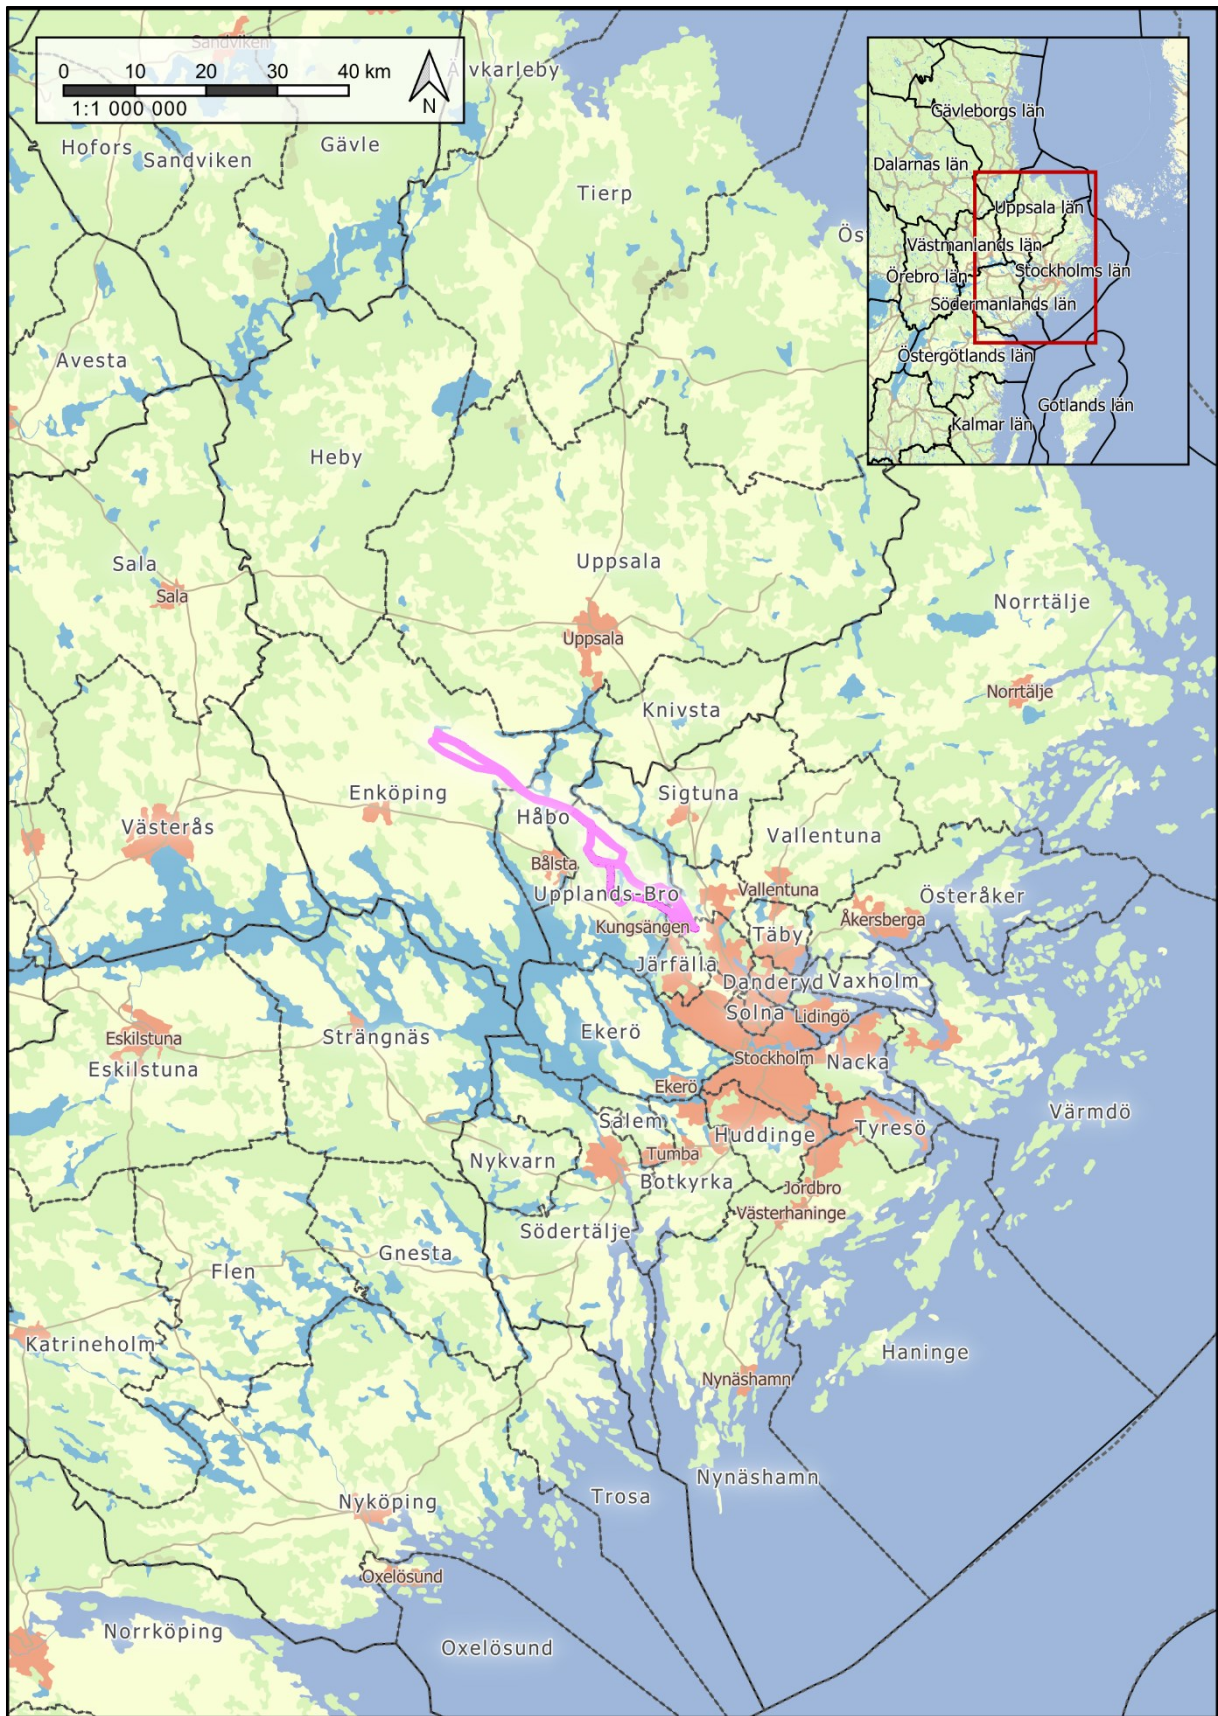 Sandviken
0 10 20 30 40 km
1:1 000 000
N
Älvkarleby
Hofors
Sandviken
Gävle
Tierp
Ös
Gävleborgs län
Dalarnas län
Uppsala län
Västmanlands län
Örebro län
Stockholms län
Södermanlands län
Östergötlands län
Gotlands län
Kalmar län
Avesta
Heby
Sala
Uppsala
Sala
Norrtälje
Uppsala
Norrtälje
Knivsta
Enköping
Sigtuna
Håbo
Västerås
Vallentuna
Bålsta
Upplands-Bro
Vallentuna
Österåker
Kungsängen
Täby
Åkersberga
Järfälla
Danderyd
Vaxholm
Solna
Lidingö
Ekerö
Eskilstuna
Strängnäs
Stockholm
Nacka
Eskilstuna
Ekerö
Värmdö
Salem
Huddinge
Tyresö
Nykvarn
Tumba
Botkyrka
Jordbro
Västerhaninge
Södertälje
Gnesta
Flen
Katrineholm
Haninge
Nynäshamn
Nynäshamn
Trosa
Nyköping
Oxelösund
Norrköping
Oxelösund